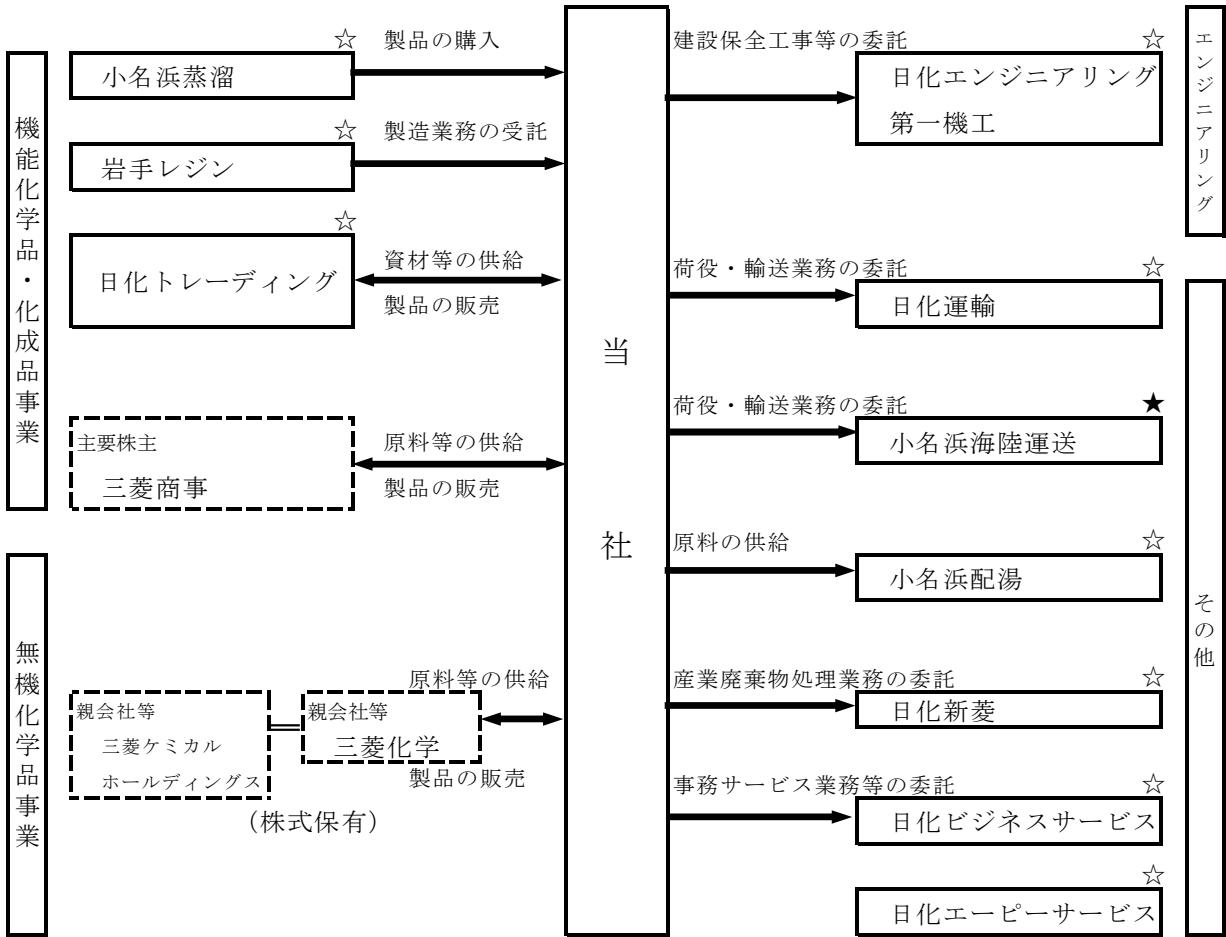 機能化学品・化成品事業
☆
製品の購入
小名浜蒸溜
☆
製造業務の受託
岩手レジン
☆
資材等の供給
日化トレーディング
製品の販売
主要株主
三菱商事
原料等の供給
製品の販売
無機化学品事業
親会社等
三菱ケミカル
ホールディングス
親会社等
三菱化学
原料等の供給
製品の販売
(株式保有)
当社
エンジニアリング
建設保全工事等の委託
☆
日化エンジニアリング
第一機工
その他
荷役・輸送業務の委託
☆
日化運輸
荷役・輸送業務の委託
★
小名浜海陸運送
原料の供給
☆
小名浜配湯
産業廃棄物処理業務の委託
☆
日化新菱
事務サービス業務等の委託
☆
日化ビジネスサービス
☆
日化エーピーサービス